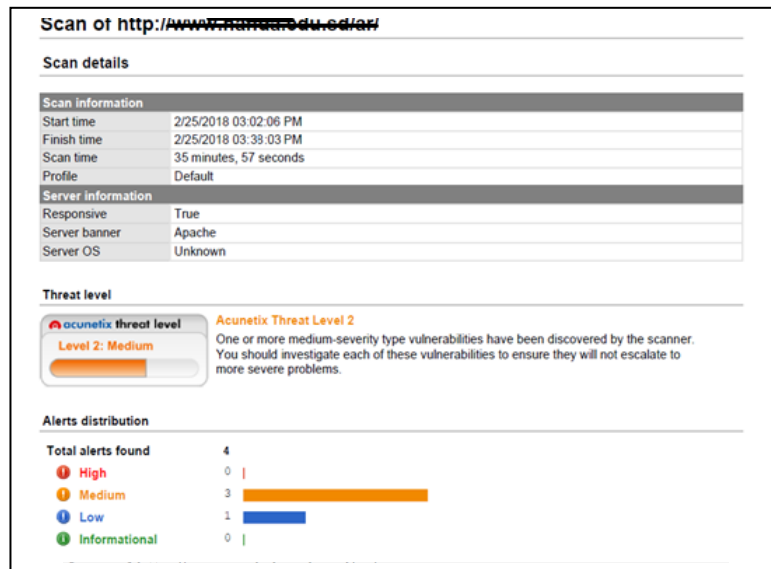 Scan of http://
Scan details
Scan information
Start time 2/25/2018 03:02:06 PM
Finish time 2/25/2018 03:38:03 PM
Scan time 35 minutes, 57 seconds
Profile Default
Server information
Responsive True
Server banner Apache
Server OS Unknown
Threat level
acunetix threat level
Level 2: Medium
Acunetix Threat Level 2
One or more medium-severity type vulnerabilities have been discovered by the scanner.
You should investigate each of these vulnerabilities to ensure they will not escalate to
more severe problems.
Alerts distribution
Total alerts found 4
High 0
Medium 3
Low 1
Informational 0